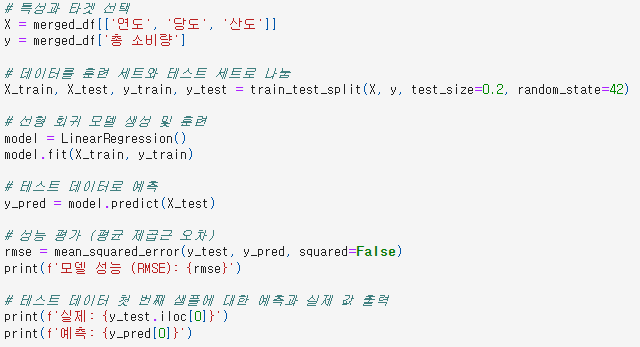 # 특성과 타겟 선택
X = merged_df[['연도', '당도', '산도']]
y = merged_df['총 소비량']
# 데이터를 훈련 세트와 테스트 세트로 나눔
X_train, X_test, y_train, y_test = train_test_split(X, y, test_size=0.2, random_state=42)
# 선형 회귀 모델 생성 및 훈련
model = LinearRegression()
model.fit(X_train, y_train)
# 테스트 데이터로 예측
y_pred = model.predict(X_test)
# 성능 평가 (평균 제곱근 오차)
rmse = mean_squared_error(y_test, y_pred, squared=False)
print(f'모델 성능 (RMSE): {rmse}')
# 테스트 데이터 첫 번째 샘플에 대한 예측과 실제 값 출력
print(f'실제: {y_test.iloc[0]}')
print(f'예측: {y_pred[0]}')